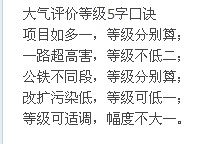 大气评价等级5字口诀
项目如多一，等级分别算；
一路超高害，等级不低二；
公铁不同段，等级分别算；
改扩污染低，等级可低一；
等级可适调，幅度不大一。